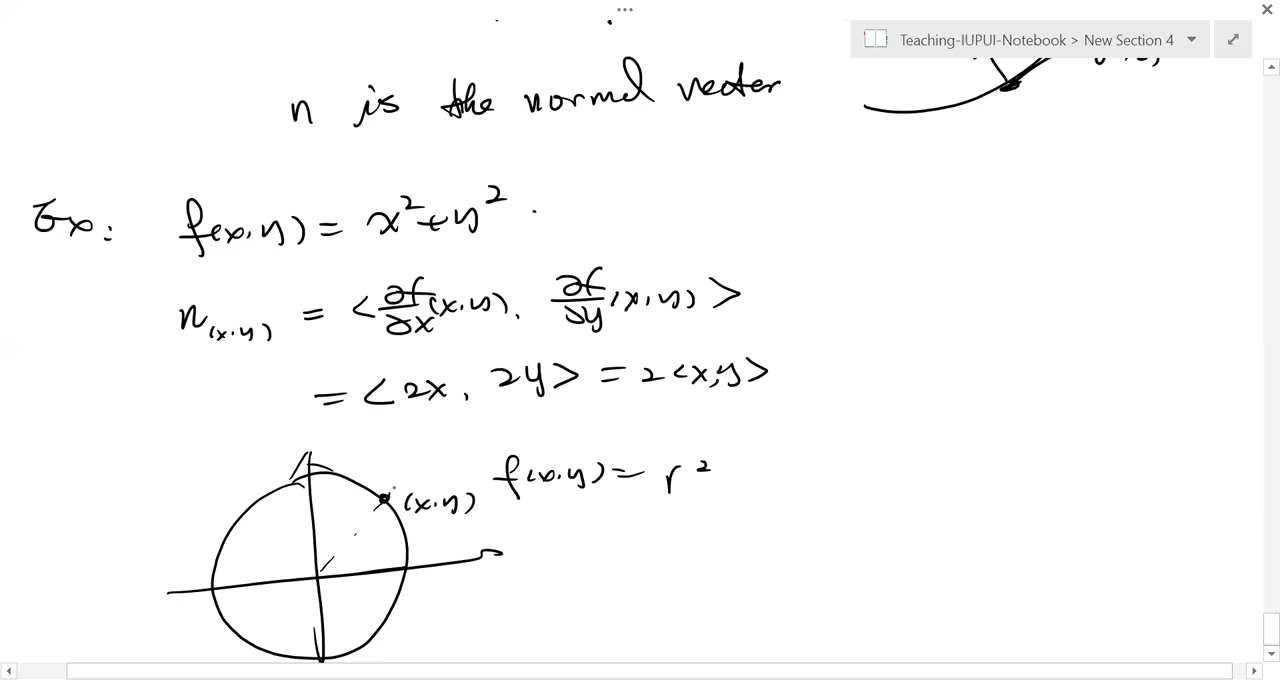 Teaching-IUPUI-Notebook > New Section 4
n is the normal vector
Ex: f(x,y) = x² + y².
n(x,y) = <∂f/∂x(x,y), ∂f/∂y(x,y)>
= <2x, 2y> = 2<x,y>
f(x,y) = r²
(x,y)